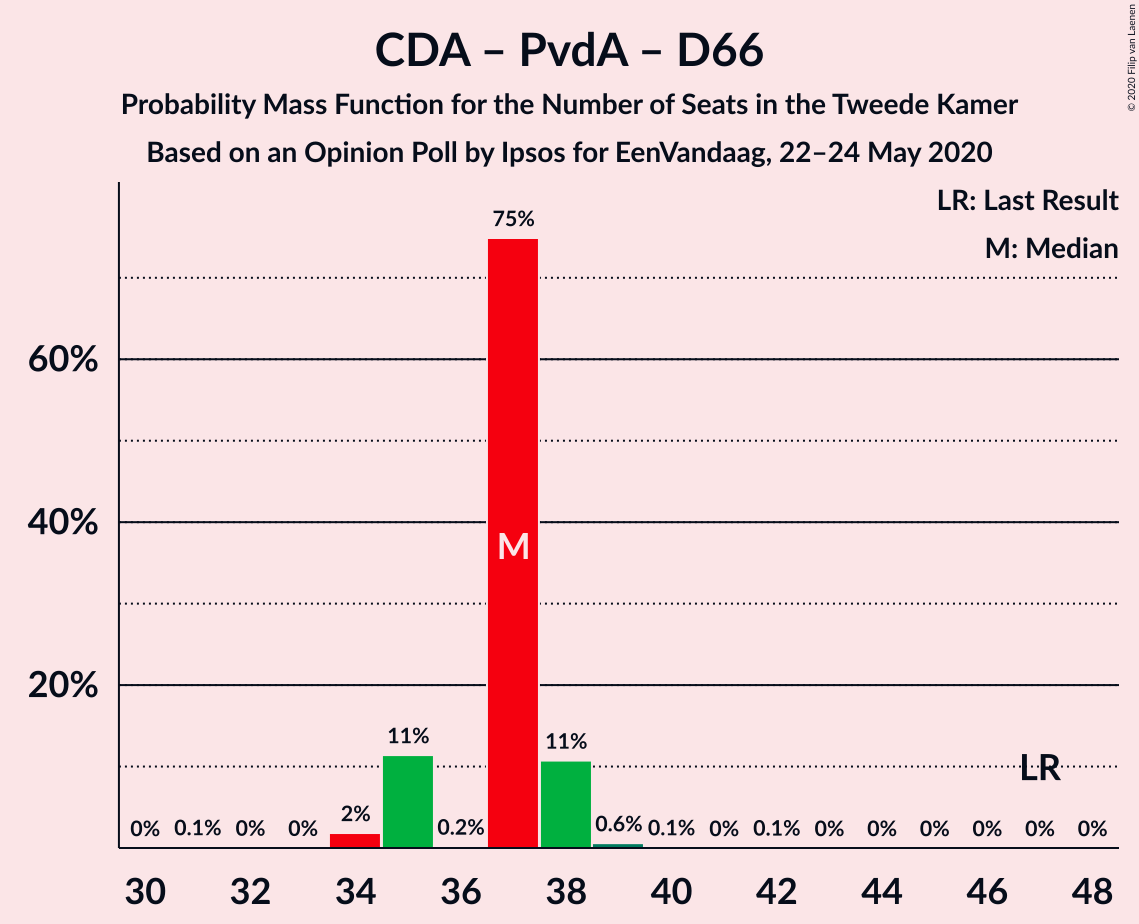 CDA – PvdA – D66
Probability Mass Function for the Number of Seats in the Tweede Kamer
Based on an Opinion Poll by Ipsos for EenVandaag, 22–24 May 2020
© 2020 Filip van Laenen
LR: Last Result
M: Median
75%
60%
M
40%
20%
11%
11%
LR
2%
0% 0.1% 0% 0% 0.2% 0.6% 0.1% 0% 0.1% 0% 0% 0% 0% 0% 0%
30 32 34 36 38 40 42 44 46 48